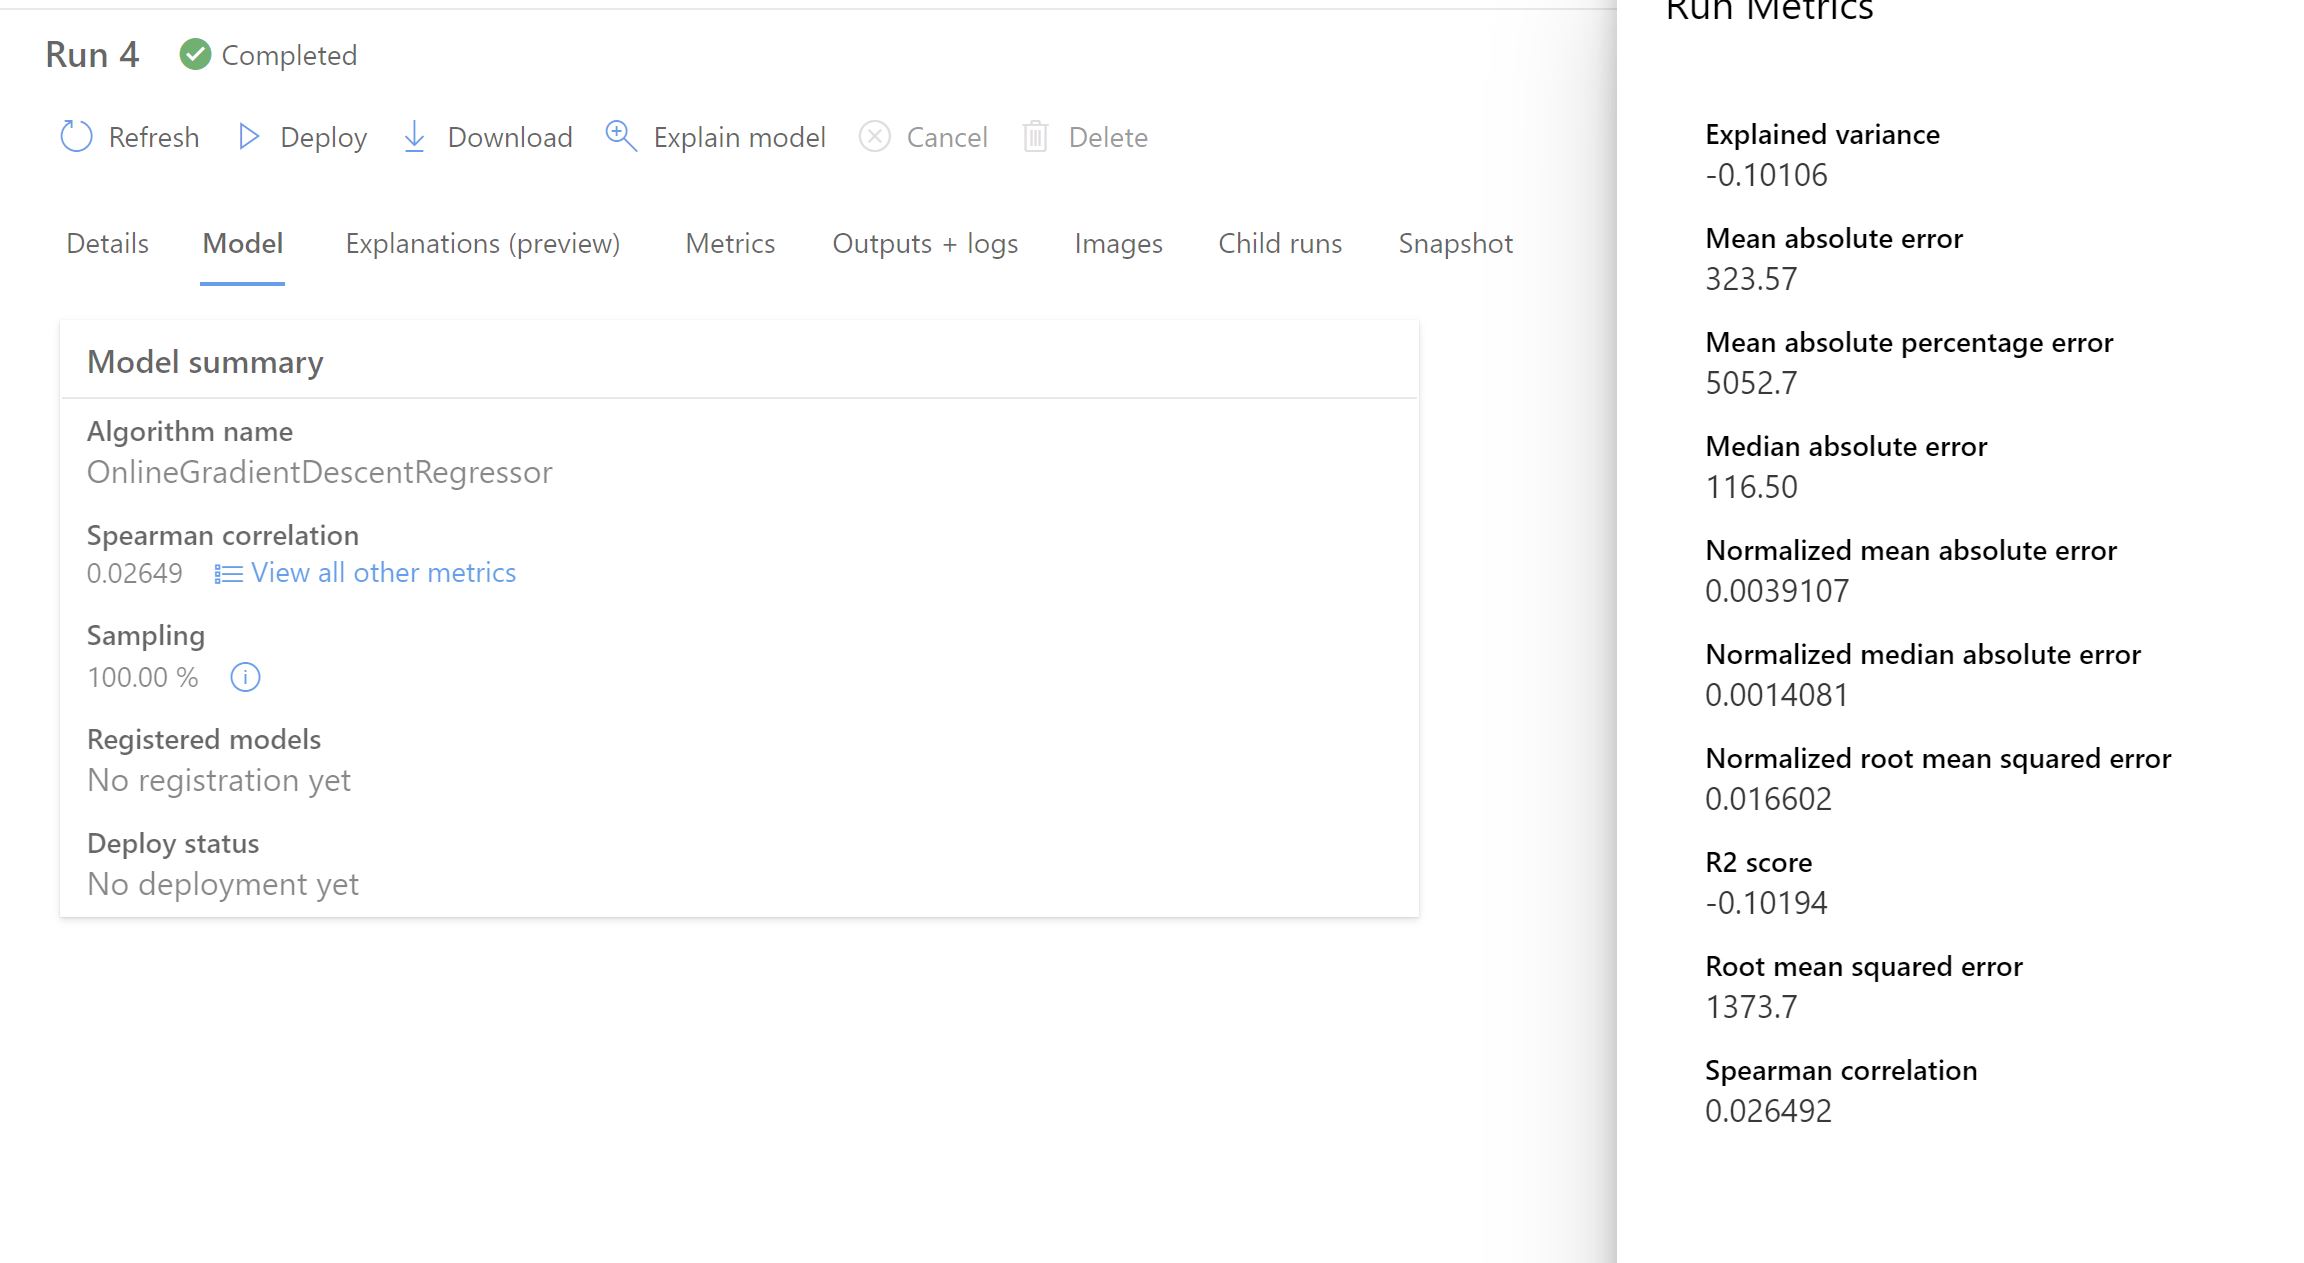 Run 4 Completed
Refresh Deploy Download Explain model Cancel Delete
Details Model Explanations (preview) Metrics Outputs + logs Images Child runs Snapshot
Model summary
Algorithm name
OnlineGradientDescentRegressor
Spearman correlation
0.02649 View all other metrics
Sampling
100.00 %
Registered models
No registration yet
Deploy status
No deployment yet
Run Metrics
Explained variance
-0.10106
Mean absolute error
323.57
Mean absolute percentage error
5052.7
Median absolute error
116.50
Normalized mean absolute error
0.0039107
Normalized median absolute error
0.0014081
Normalized root mean squared error
0.016602
R2 score
-0.10194
Root mean squared error
1373.7
Spearman correlation
0.026492